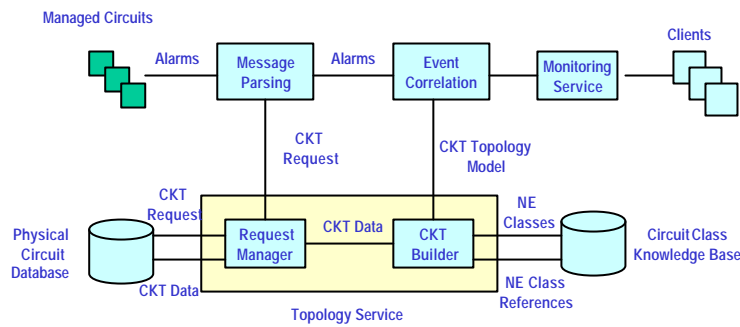 Managed Circuits
Alarms
Message
Parsing
Alarms
Event
Correlation
Monitoring
Service
Clients
CKT
Request
CKT Topology
Model
CKT
Request
Physical
Circuit
Database
CKT Data
Request
Manager
CKT Data
CKT
Builder
NE
Classes
NE Class
References
Circuit Class
Knowledge Base
Topology Service